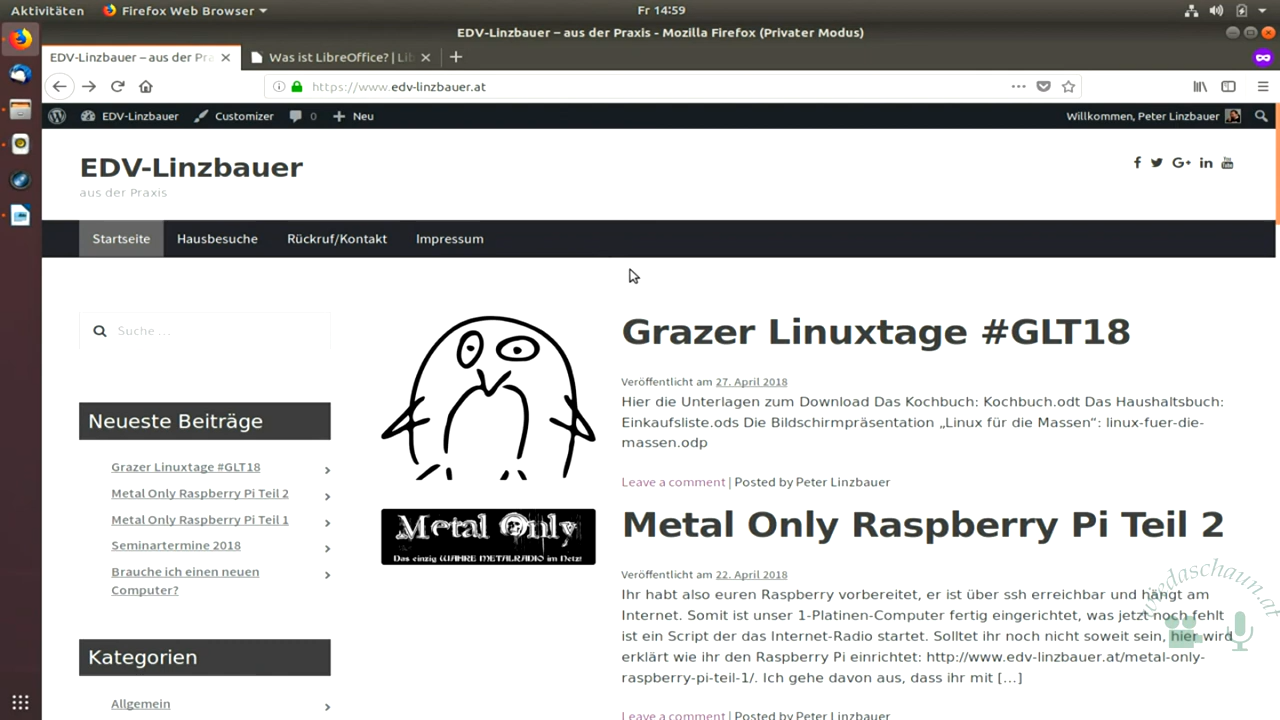 Aktivitäten
Firefox Web Browser
Fr 14:59
EDV-Linzbauer – aus der Praxis - Mozilla Firefox (Privater Modus)
EDV-Linzbauer – aus der Pra
Was ist LibreOffice? | Lib
https://www.edv-linzbauer.at
EDV-Linzbauer
Customizer
0
Neu
Willkommen, Peter Linzbauer
EDV-Linzbauer
aus der Praxis
Startseite
Hausbesuche
Rückruf/Kontakt
Impressum
Suche…
Neueste Beiträge
Grazer Linuxtage #GLT18
Metal Only Raspberry Pi Teil 2
Metal Only Raspberry Pi Teil 1
Seminartermine 2018
Brauche ich einen neuen
Computer?
Kategorien
Allgemein
Grazer Linuxtage #GLT18
Veröffentlicht am 27. April 2018
Hier die Unterlagen zum Download Das Kochbuch: Kochbuch.odt Das Haushaltsbuch:
Einkaufsliste.ods Die Bildschirmpräsentation „Linux für die Massen“: linux-fuer-die-
massen.odp
Leave a comment | Posted by Peter Linzbauer
Metal Only
Das einzig WAHRE METALRADIO im Netz!
Metal Only Raspberry Pi Teil 2
Veröffentlicht am 22. April 2018
Ihr habt also euren Raspberry vorbereitet, er ist über ssh erreichbar und hängt am
Internet. Somit ist unser 1-Platinen-Computer fertig eingerichtet, was jetzt noch fehlt
ist ein Script der das Internet-Radio startet. Solltet ihr noch nicht soweit sein, hier wird
erklärt wie ihr den Raspberry Pi einrichtet: http://www.edv-linzbauer.at/metal-only-
raspberry-pi-teil-1/. Ich gehe davon aus, dass ihr mit […]
Leave a comment | Posted by Peter Linzbauer
wiedaschaun.at